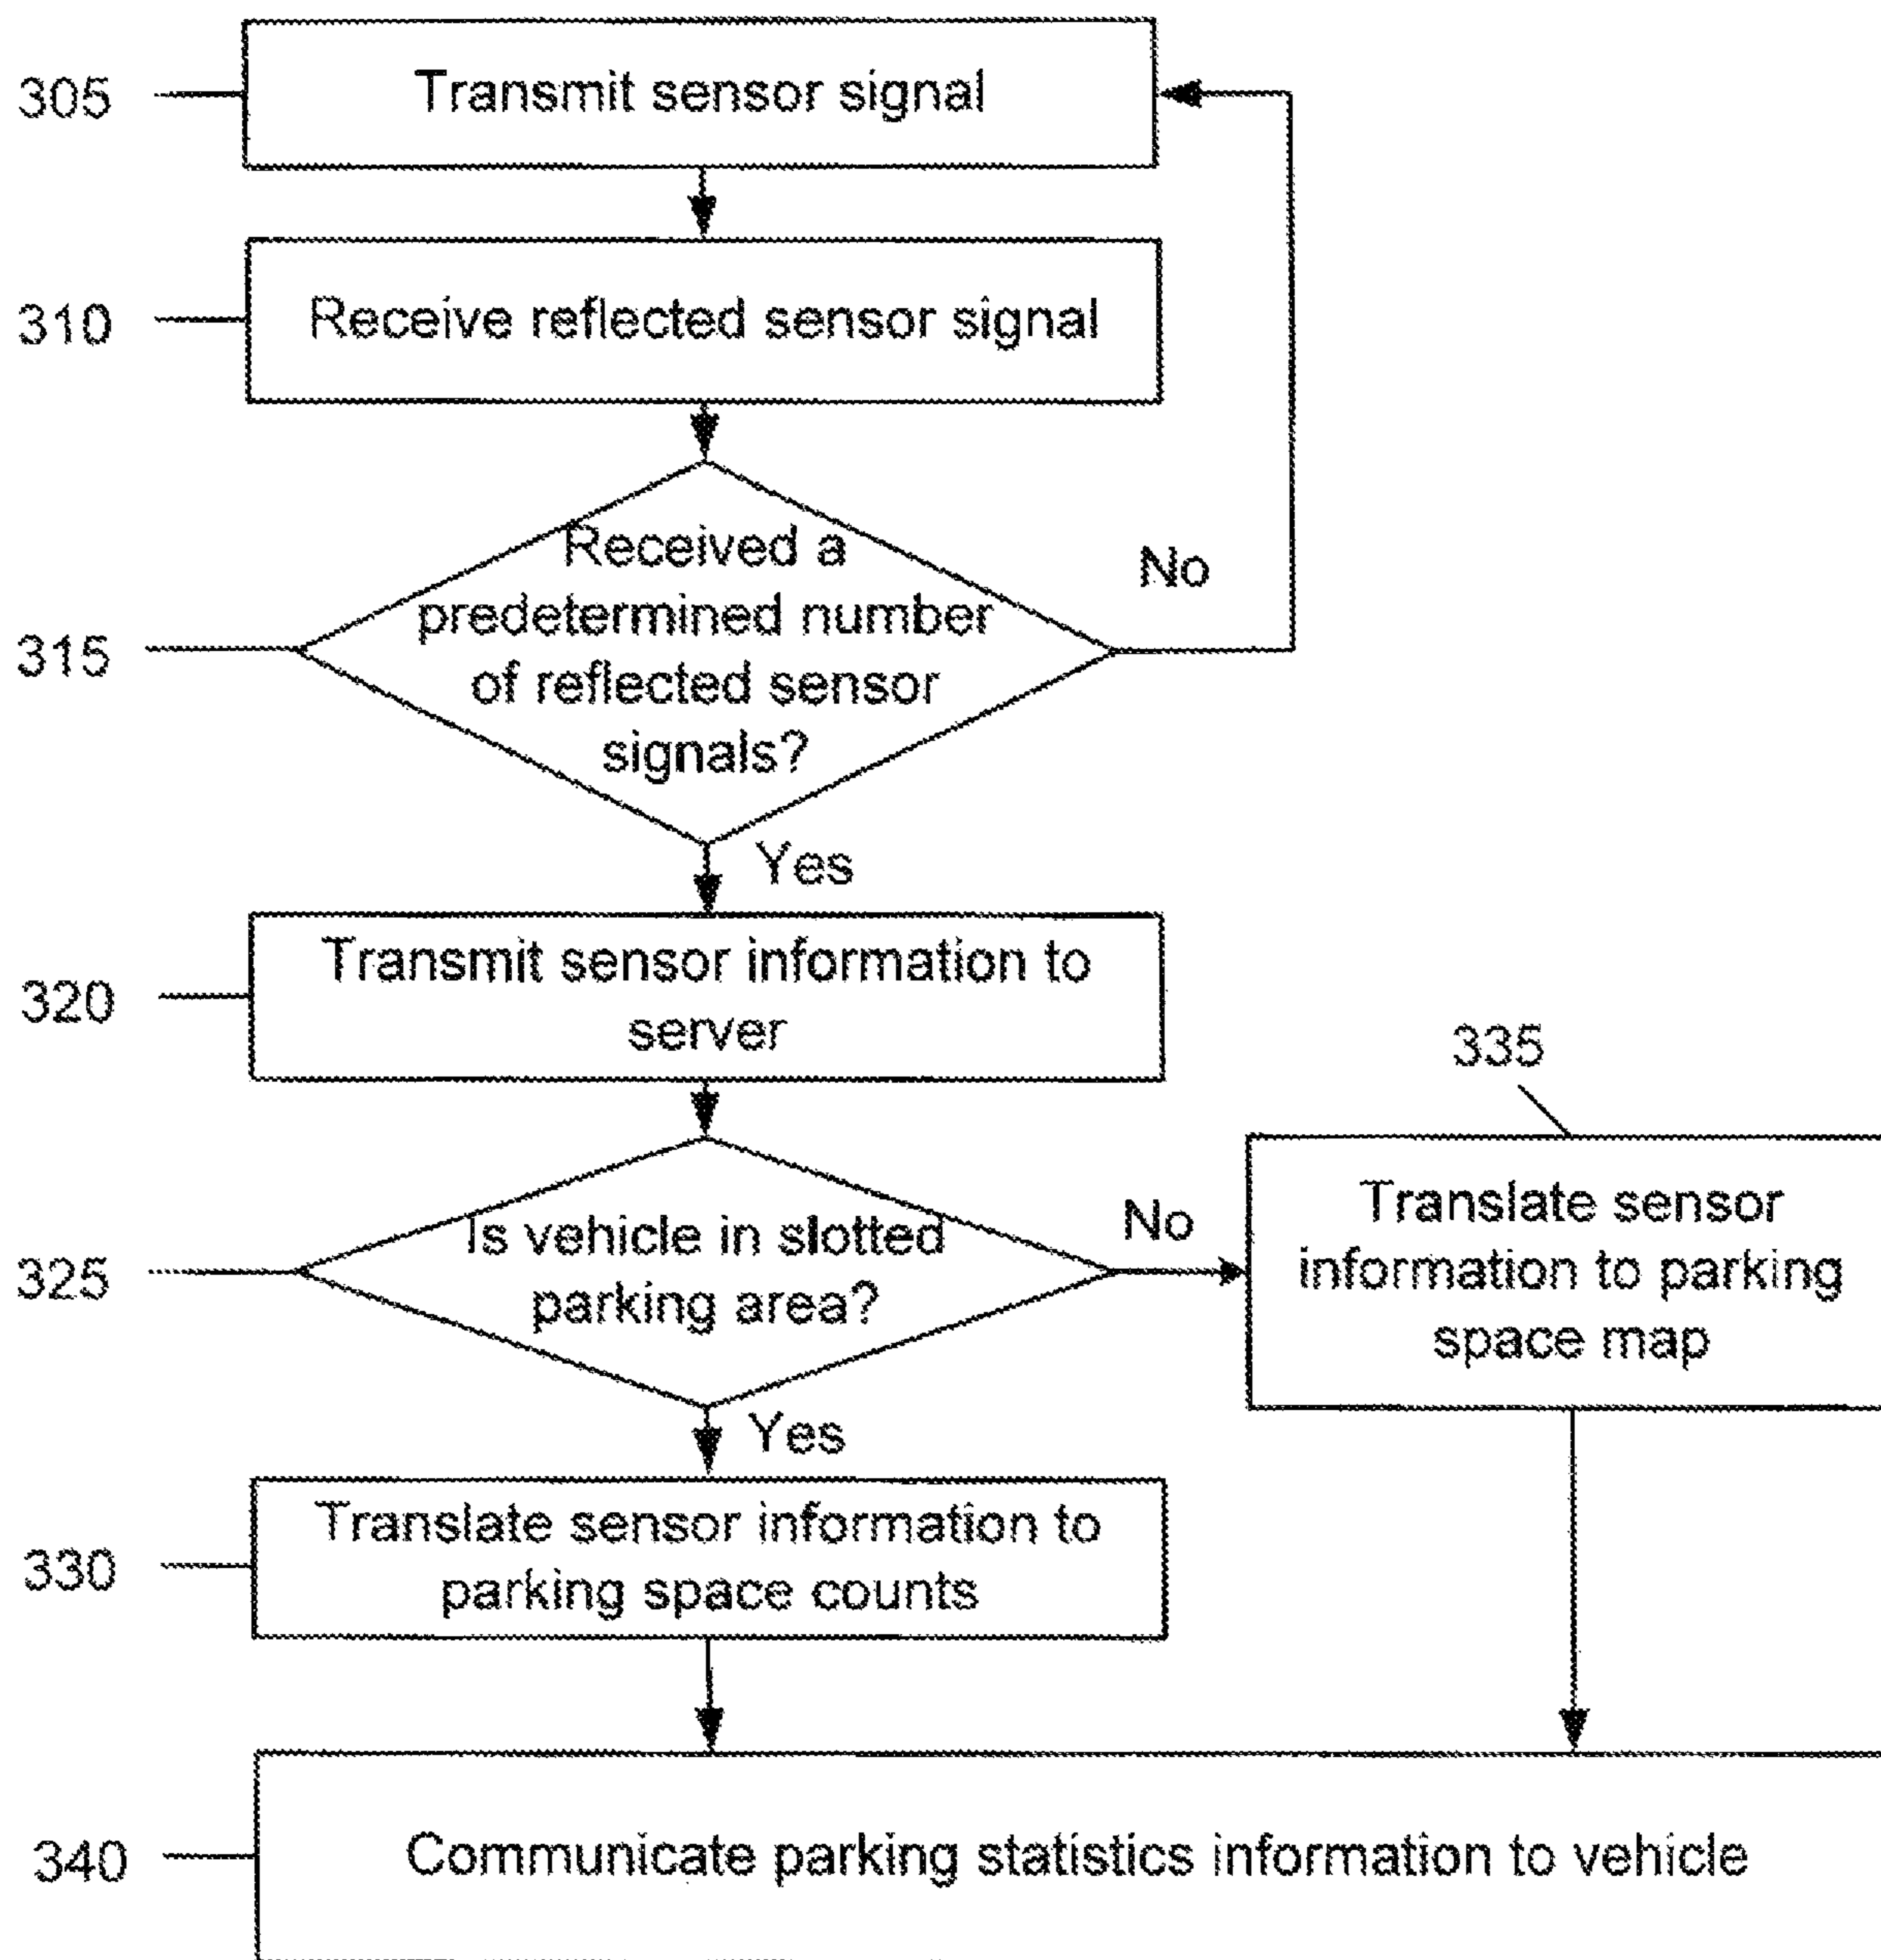 305
Transmit sensor signal
310
Receive reflected sensor signal
315
Received a
predetermined number
of reflected sensor
signals?
No
Yes
320
Transmit sensor information to
server
325
Is vehicle in slotted
parking area?
No
335
Translate sensor
information to parking
space map
Yes
330
Translate sensor information to
parking space counts
340
Communicate parking statistics information to vehicle